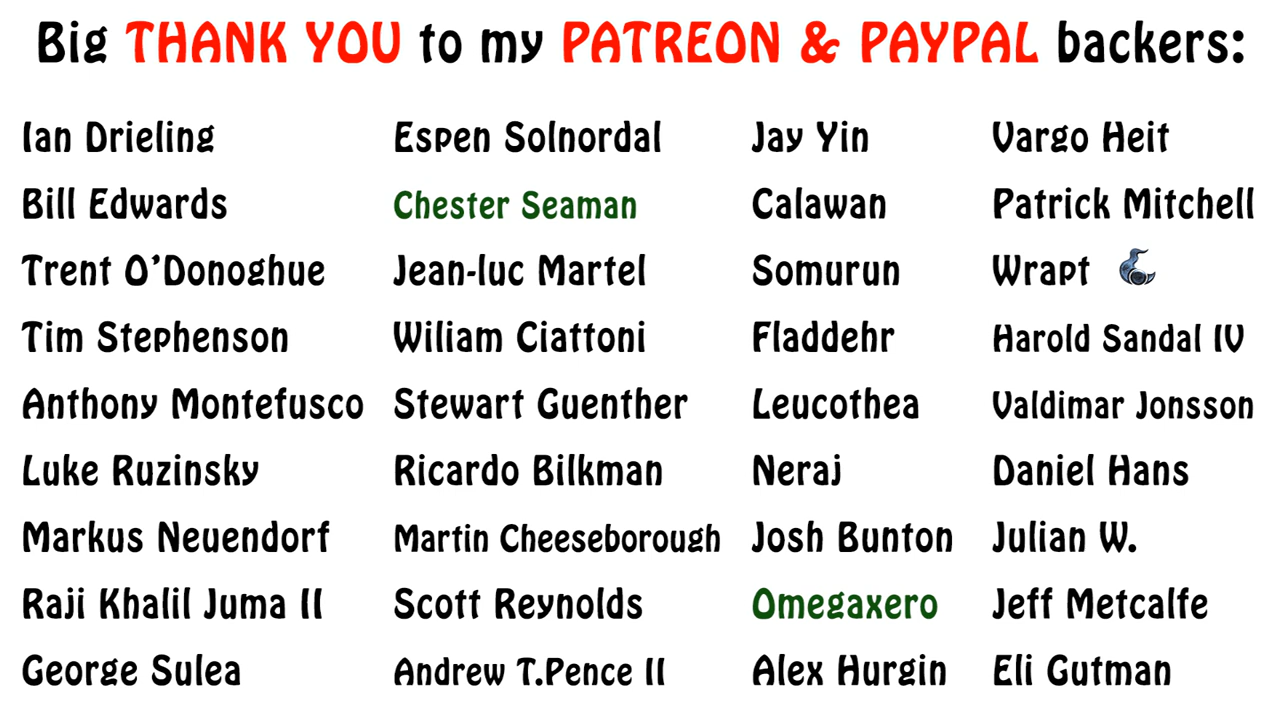 Big THANK YOU to my PATREON & PAYPAL backers:
Ian Drieling
Bill Edwards
Trent O'Donoghue
Tim Stephenson
Anthony Montefusco
Luke Ruzinsky
Markus Neuendorf
Raji Khalil Juma II
George Sulea
Espen Solnordal
Chester Seaman
Jean-luc Martel
Wiliam Ciattoni
Stewart Guenther
Ricardo Bilkman
Martin Cheeseborough
Scott Reynolds
Andrew T.Pence II
Jay Yin
Calawan
Somurun
Fladdehr
Leucothea
Neraj
Josh Bunton
Omegaxero
Alex Hurgin
Vargo Heit
Patrick Mitchell
Wrapt
Harold Sandal IV
Valdimar Jonsson
Daniel Hans
Julian W.
Jeff Metcalfe
Eli Gutman